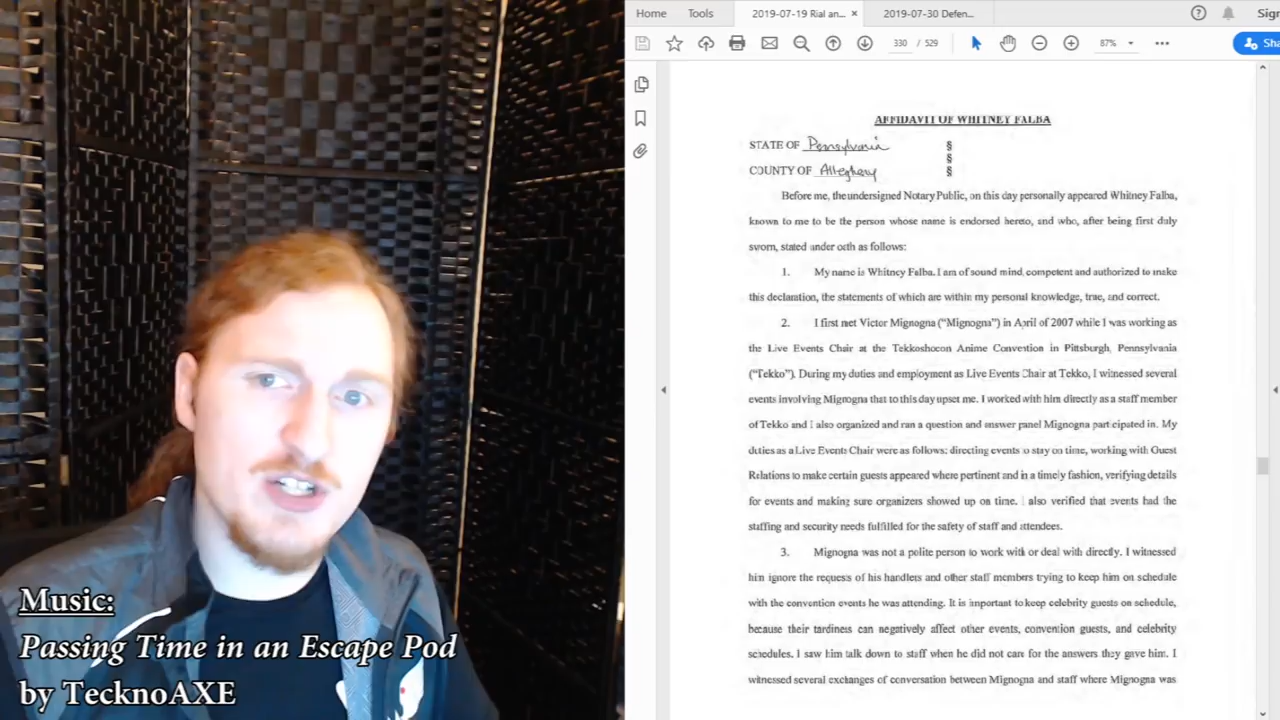 Home
Tools
2019-07-19 Rial an...
×
2019-07-30 Defen...
Sign
330 / 529
87%
Sha
AFFIDAVIT OF WHITNEY FALBA
STATE OF Pennsylvania §
§
COUNTY OF Allegheny §
Before me, the undersigned Notary Public, on this day personally appeared Whitney Falba,
known to me to be the person whose name is endorsed hereto, and who, after being first duly
sworn, stated under oath as follows:
1. My name is Whitney Falba. I am of sound mind, competent and authorized to make
this declaration, the statements of which are within my personal knowledge, true, and correct.
2. I first met Victor Mignogna (“Mignogna”) in April of 2007 while I was working as
the Live Events Chair at the Tekkoshocon Anime Convention in Pittsburgh, Pennsylvania
(“Tekko”). During my duties and employment as Live Events Chair at Tekko, I witnessed several
events involving Mignogna that to this day upset me. I worked with him directly as a staff member
of Tekko and I also organized and ran a question and answer panel Mignogna participated in. My
duties as a Live Events Chair were as follows: directing events to stay on time, working with Guest
Relations to make certain guests appeared where pertinent and in a timely fashion, verifying details
for events and making sure organizers showed up on time. I also verified that events had the
staffing and security needs fulfilled for the safety of staff and attendees.
3. Mignogna was not a polite person to work with or deal with directly. I witnessed
him ignore the requests of his handlers and other staff members trying to keep him on schedule
with the convention events he was attending. It is important to keep celebrity guests on schedule,
because their tardiness can negatively affect other events, convention guests, and celebrity
schedules. I saw him talk down to staff when he did not care for the answers they gave him. I
witnessed several exchanges of conversation between Mignogna and staff where Mignogna was
Music:
Passing Time in an Escape Pod
by TecknoAXE